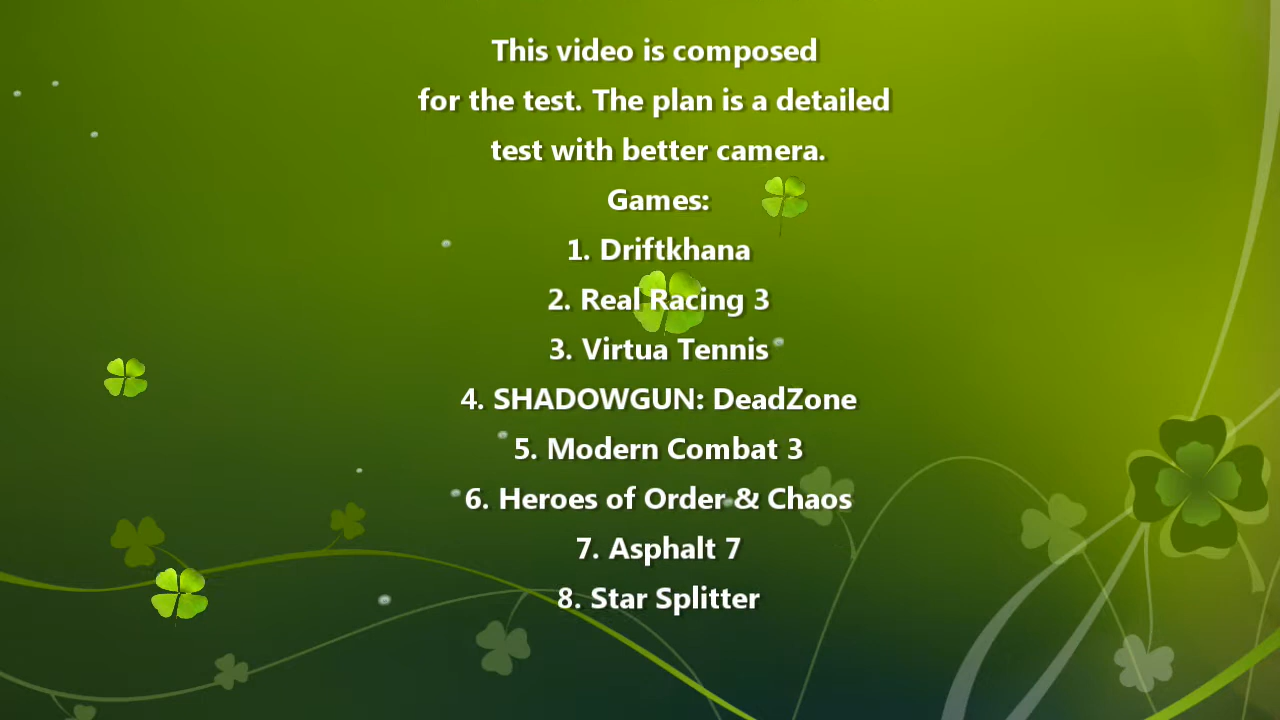 This video is composed
for the test. The plan is a detailed
test with better camera.
Games:
1. Driftkhana
2. Real Racing 3
3. Virtua Tennis
4. SHADOWGUN: DeadZone
5. Modern Combat 3
6. Heroes of Order & Chaos
7. Asphalt 7
8. Star Splitter